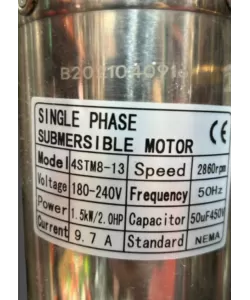 SINGLE PHASE
SUBMERSIBLE MOTOR
CE
Model 4STM8-13 Speed 2860rpm
Voltage 180-240V Frequency 50Hz
Power 1.5kW/2.0HP Capacitor 50uF450V
Current 9.7 A Standard NEMA